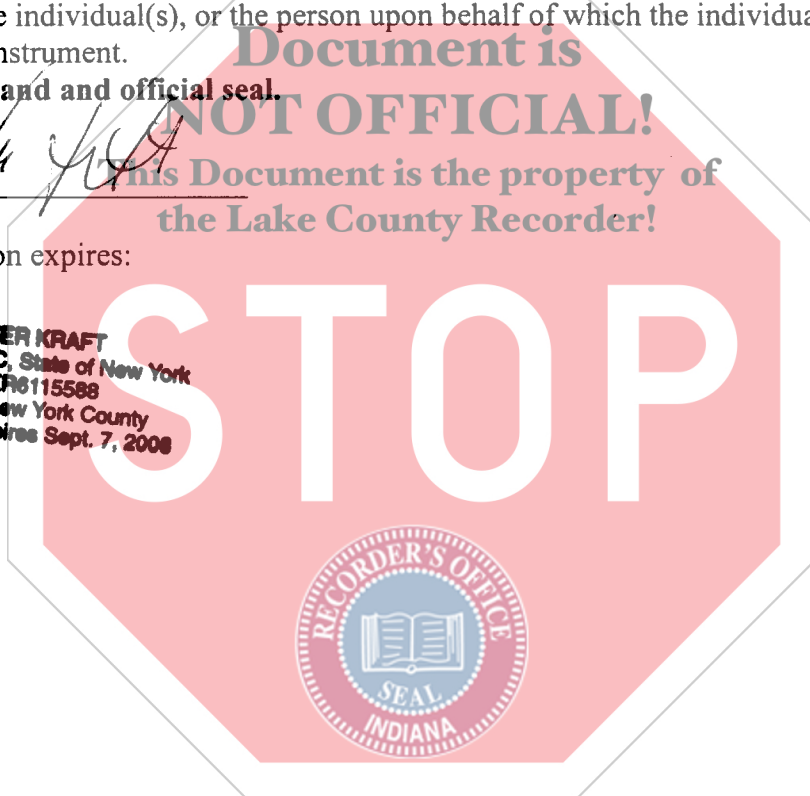 e individual(s), or the person upon behalf of which the individua
nstrument.
and and official seal.
Document is
NOT OFFICIAL!
This Document is the property of
the Lake County Recorder!
on expires:
STOP
ER KRAFT
C, State of New York
R6115588
ew York County
ires Sept. 7, 2008
RECORDER'S OFFICE
SEAL
INDIANA